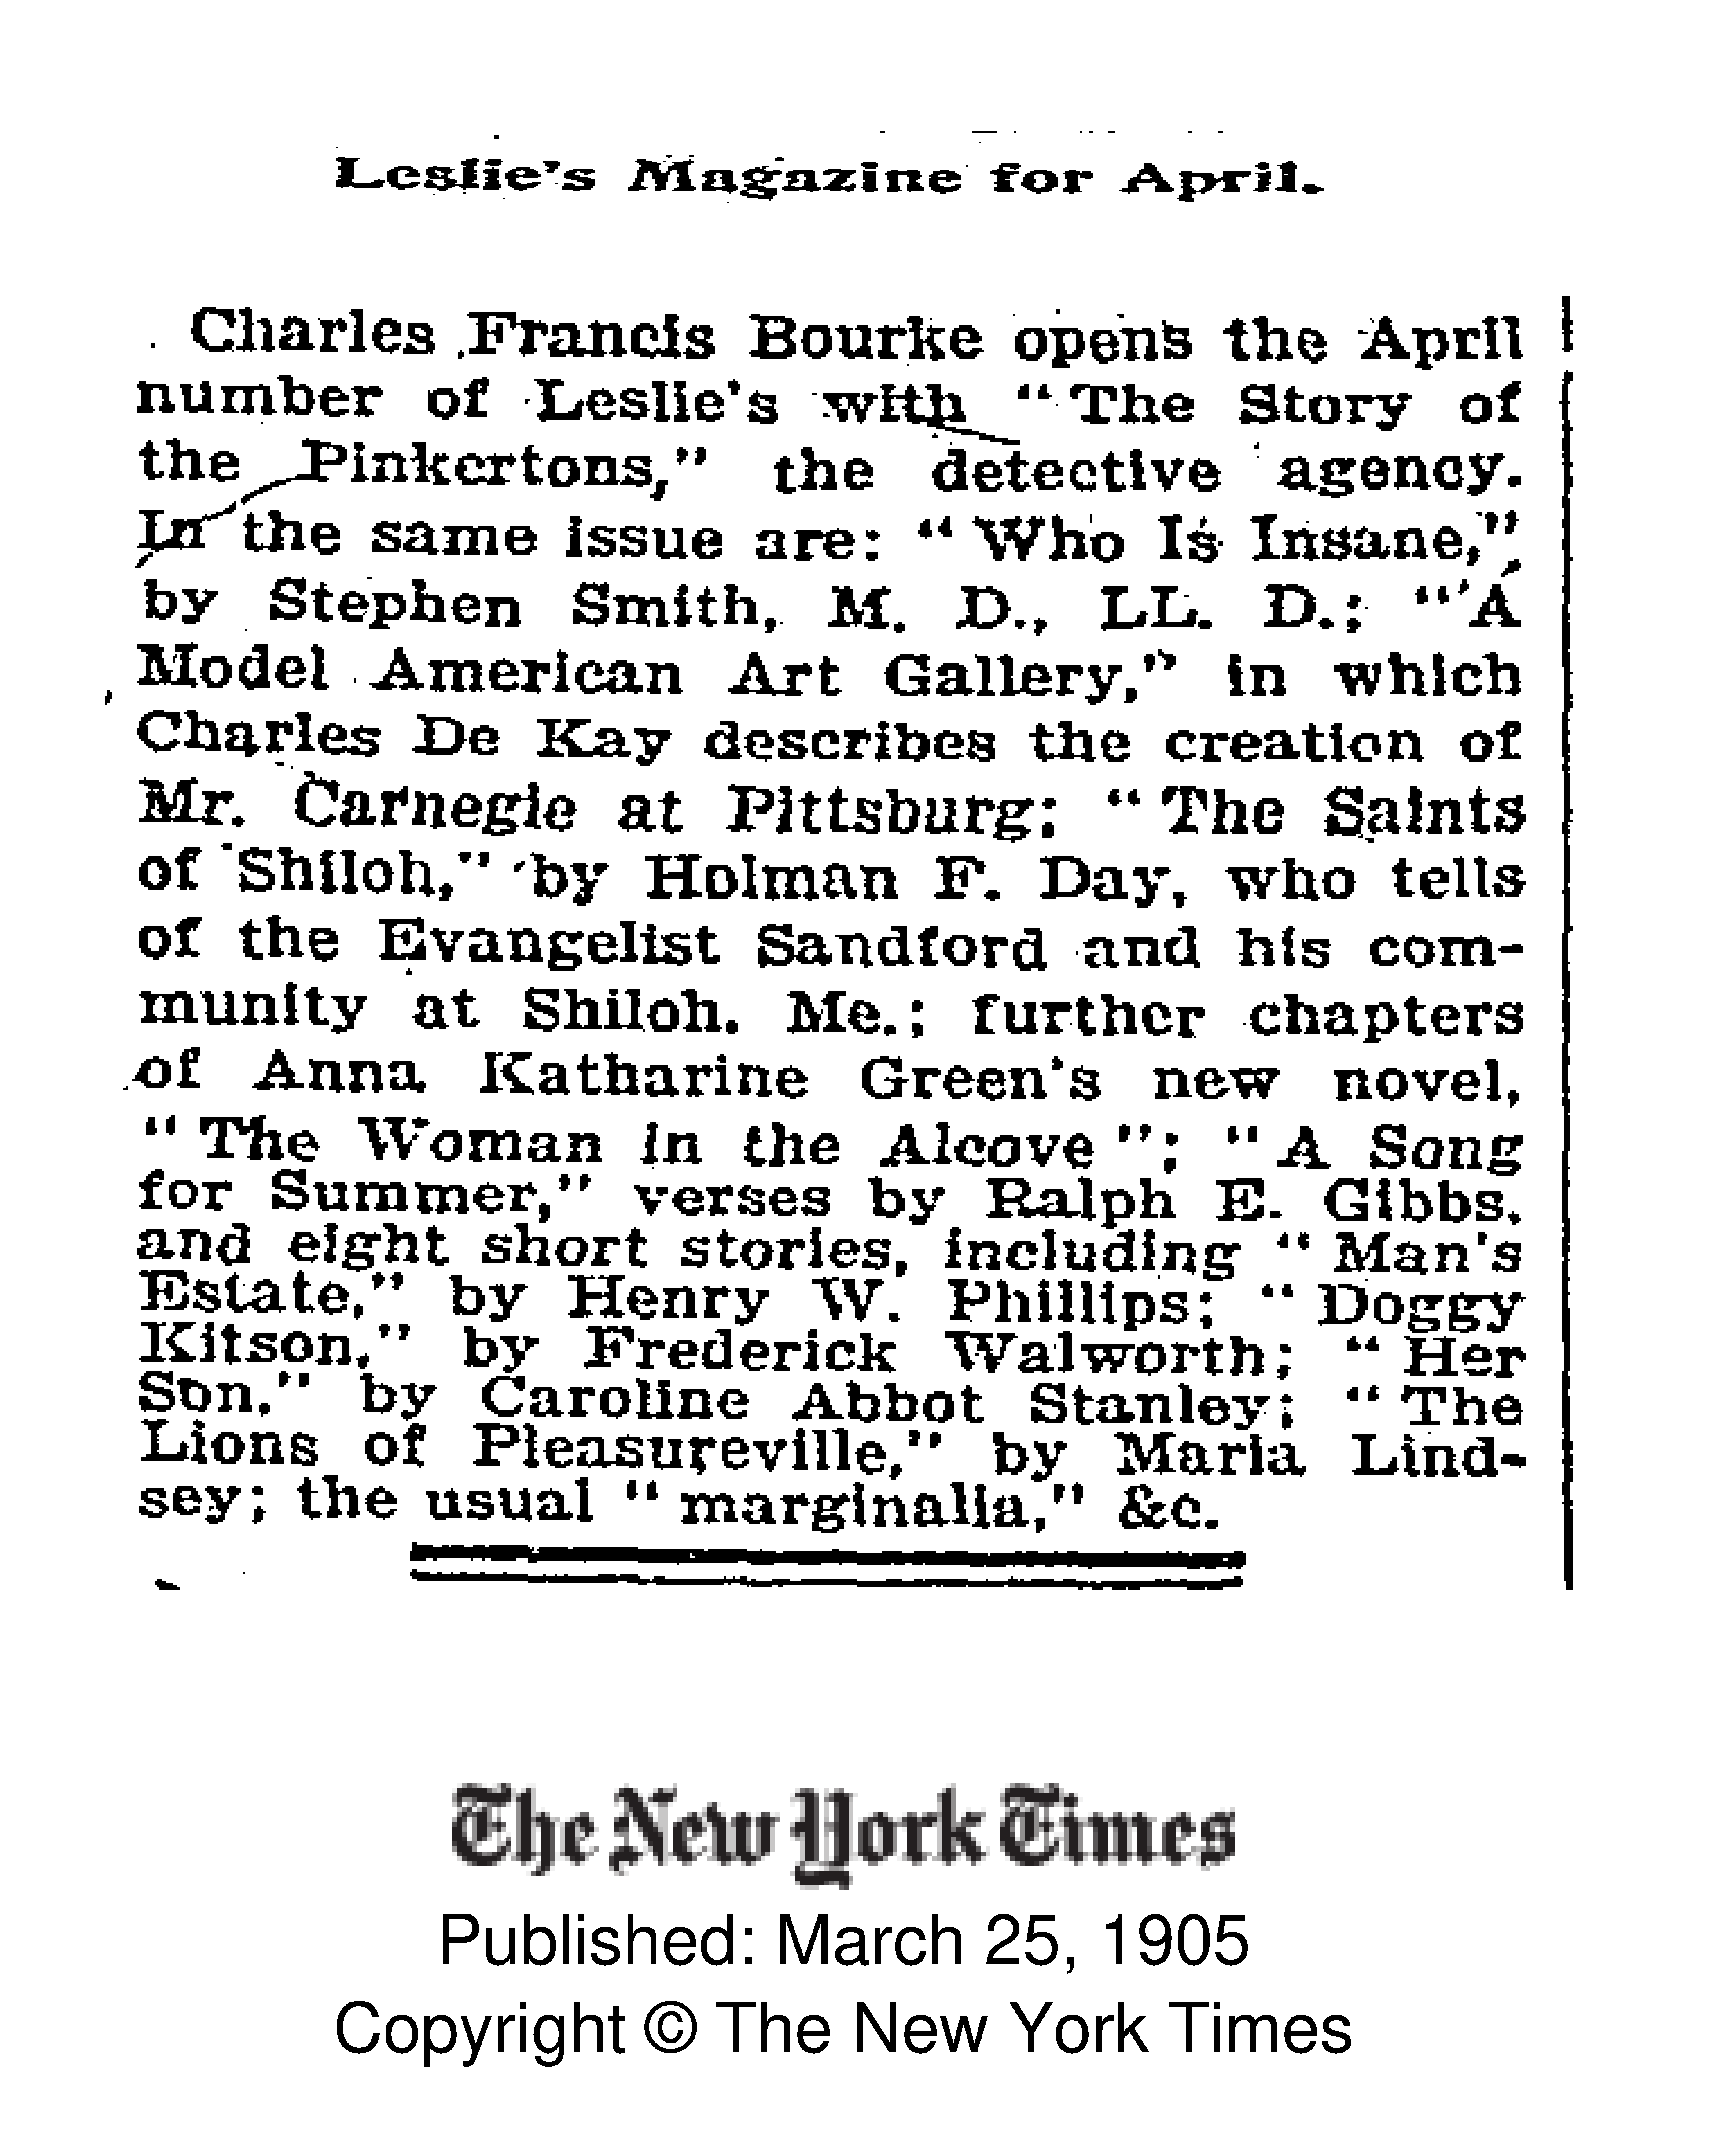 Leslie's Magazine for April.
Charles Francis Bourke opens the April
number of Leslie's with "The Story of
the Pinkertons," the detective agency.
In the same issue are: "Who Is Insane,"
by Stephen Smith, M. D., LL. D.; "A
Model American Art Gallery," in which
Charles De Kay describes the creation of
Mr. Carnegie at Pittsburg; "The Saints
of Shiloh," by Holman F. Day, who tells
of the Evangelist Sandford and his com-
munity at Shiloh, Me.; further chapters
of Anna Katharine Green's new novel,
"The Woman in the Alcove"; "A Song
for Summer," verses by Ralph E. Gibbs,
and eight short stories, including "Man's
Estate," by Henry W. Phillips; "Doggy
Kitson," by Frederick Walworth; "Her
Son," by Caroline Abbot Stanley; "The
Lions of Pleasureville," by Maria Lind-
sey; the usual "marginalia," &c.
The New York Times
Published: March 25, 1905
Copyright © The New York Times